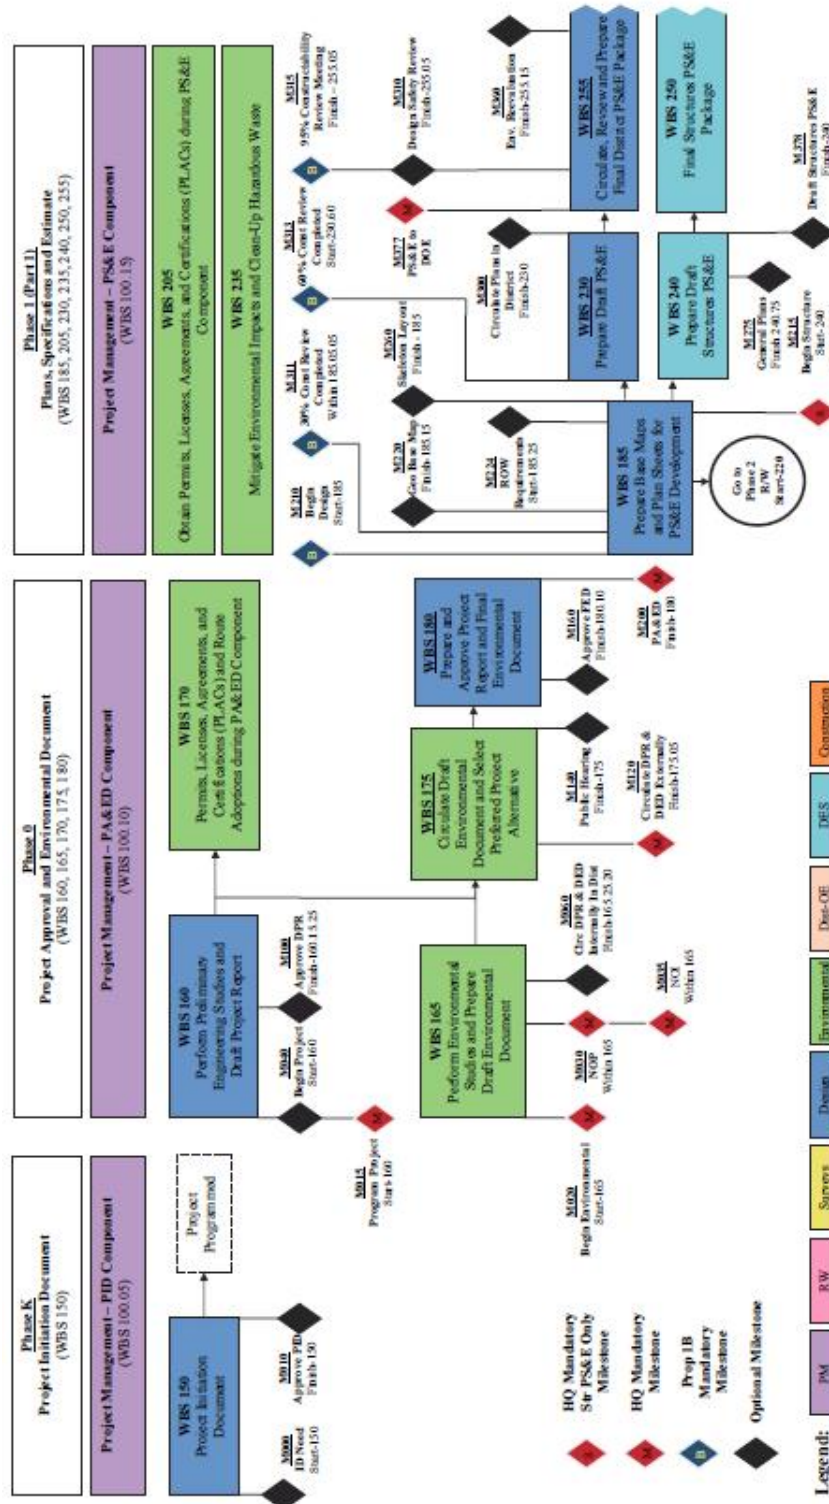 Phase K
Project Initiation Document
(WBS 150)
Project Management – PID Component
(WBS 100.05)
WBS 150
Project Initiation
Document
Project
Programmed
M000
ID Need
Start-150
M010
Approve PID
Finish-150
Phase 0
Project Approval and Environmental Document
(WBS 160, 165, 170, 175, 180)
Project Management – PA&ED Component
(WBS 100.10)
WBS 160
Perform Preliminary
Engineering Studies and
Draft Project Report
WBS 170
Permits, Licenses, Agreements, and
Certifications (PLACs) and Route
Adoptions during PA&ED Component
M040
Begin Project
Start-160
M100
Approve DPR
Finish-160.15.25
M015
Program Project
Start-160
WBS 165
Perform Environmental
Studies and Prepare
Draft Environmental
Document
WBS 175
Circulate Draft
Environmental
Document and Select
Preferred Project
Alternative
WBS 180
Prepare and
Approve Project
Report and Final
Environmental
Document
M020
Begin Environmental
Start-165
M
M030
NOP
Within 165
M
M035
NOI
Within 165
M
M060
Circ DPR & DED
Internally In Dist
Finish-165.25.20
M140
Public Hearing
Finish-175
M120
Circulate DPR &
DED Externally
Finish-175.05
M
M160
Approve FED
Finish-180.10
M200
PA&ED
Finish-180
M
Phase 1 (Part 1)
Plans, Specifications and Estimate
(WBS 185, 205, 230, 235, 240, 250, 255)
Project Management – PS&E Component
(WBS 100.15)
WBS 205
Obtain Permits, Licenses, Agreements, and Certifications (PLACs) during PS&E
Component
WBS 235
Mitigate Environmental Impacts and Clean-Up Hazardous Waste
M210
Begin
Design
Start-185
B
M311
30% Const Review
Completed
Within 185.05.05
B
M313
60% Const Review
Completed
Start-230.60
B
M315
95% Constructability
Review Meeting
Finish – 255.05
B
M220
Geo Base Map
Finish-185.15
M260
Skeleton Layout
Finish - 185
M377
PS&E to
DOE
M
M310
Design Safety Review
Finish-255.05
M224
ROW
Requirements
Start-185.25
M300
Circulate Plans in
District
Finish-230
M360
Env. Reevaluation
Finish-255.15
WBS 185
Prepare Base Maps
and Plan Sheets for
PS&E Development
WBS 230
Prepare Draft PS&E
WBS 255
Circulate, Review and Prepare
Final District PS&E Package
WBS 240
Prepare Draft
Structures PS&E
WBS 250
Final Structures PS&E
Package
Go to
Phase 2
R/W
Start-220
M275
General Plans
Finish 240.75
M215
Begin Structure
Start-240
M378
Draft Structures PS&E
Finish-240
HQ Mandatory
Str PS&E Only
Milestone
M
HQ Mandatory
Milestone
B
Prop 1B
Mandatory
Milestone
Optional Milestone
Legend:
PM
RW
Surveys
Design
Environmental
Dist-OE
DES
Construction